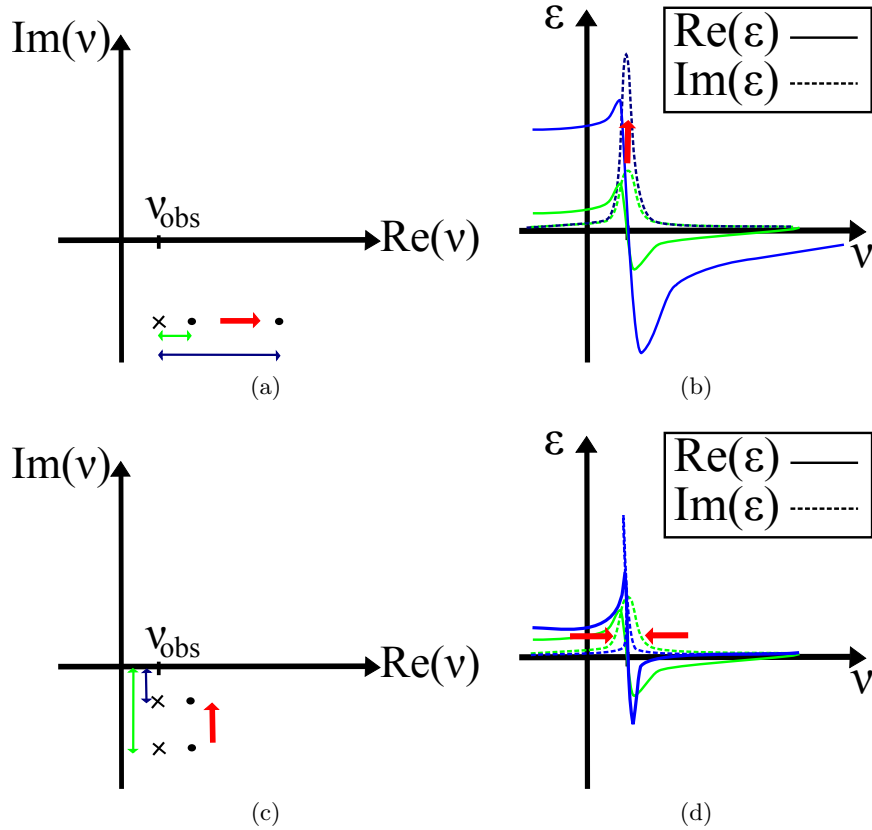 Im(ν)
ν_obs
Re(ν)
(a)
ε
Re(ε)
Im(ε)
ν
(b)
Im(ν)
ν_obs
Re(ν)
(c)
ε
Re(ε)
Im(ε)
ν
(d)